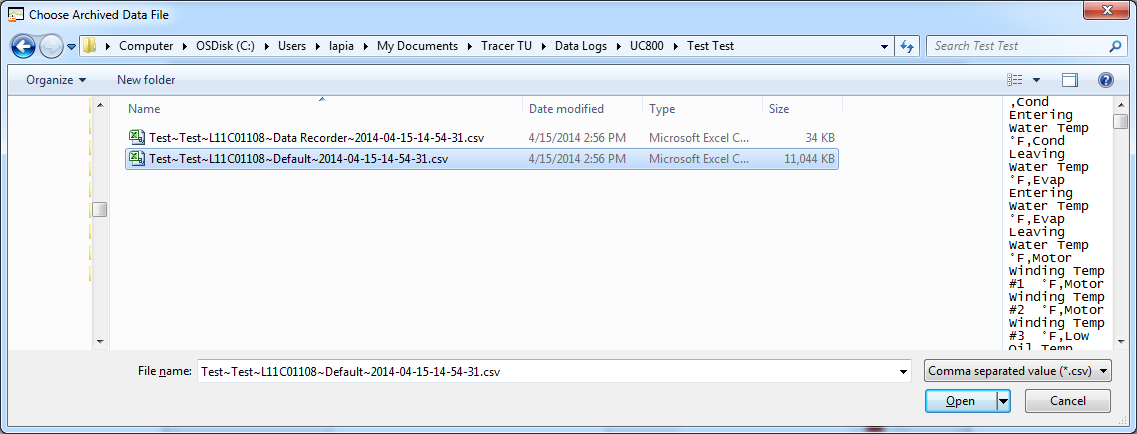 Choose Archived Data File
Computer OSDisk (C:) Users lapia My Documents Tracer TU Data Logs UC800 Test Test
Search Test Test
Organize New folder
Name Date modified Type Size
Test~Test~L11C01108~Data Recorder~2014-04-15-14-54-31.csv 4/15/2014 2:56 PM Microsoft Excel C... 34 KB
Test~Test~L11C01108~Default~2014-04-15-14-54-31.csv 4/15/2014 2:56 PM Microsoft Excel C... 11,044 KB
,Cond
Entering
Water Temp
°F,Cond
Leaving
Water Temp
°F,Evap
Entering
Water Temp
°F,Evap
Leaving
Water Temp
°F,Motor
Winding Temp
#1 °F,Motor
Winding Temp
#2 °F,Motor
Winding Temp
#3 °F,Low
Oil Temp
File name: Test~Test~L11C01108~Default~2014-04-15-14-54-31.csv Comma separated value (*.csv)
Open Cancel